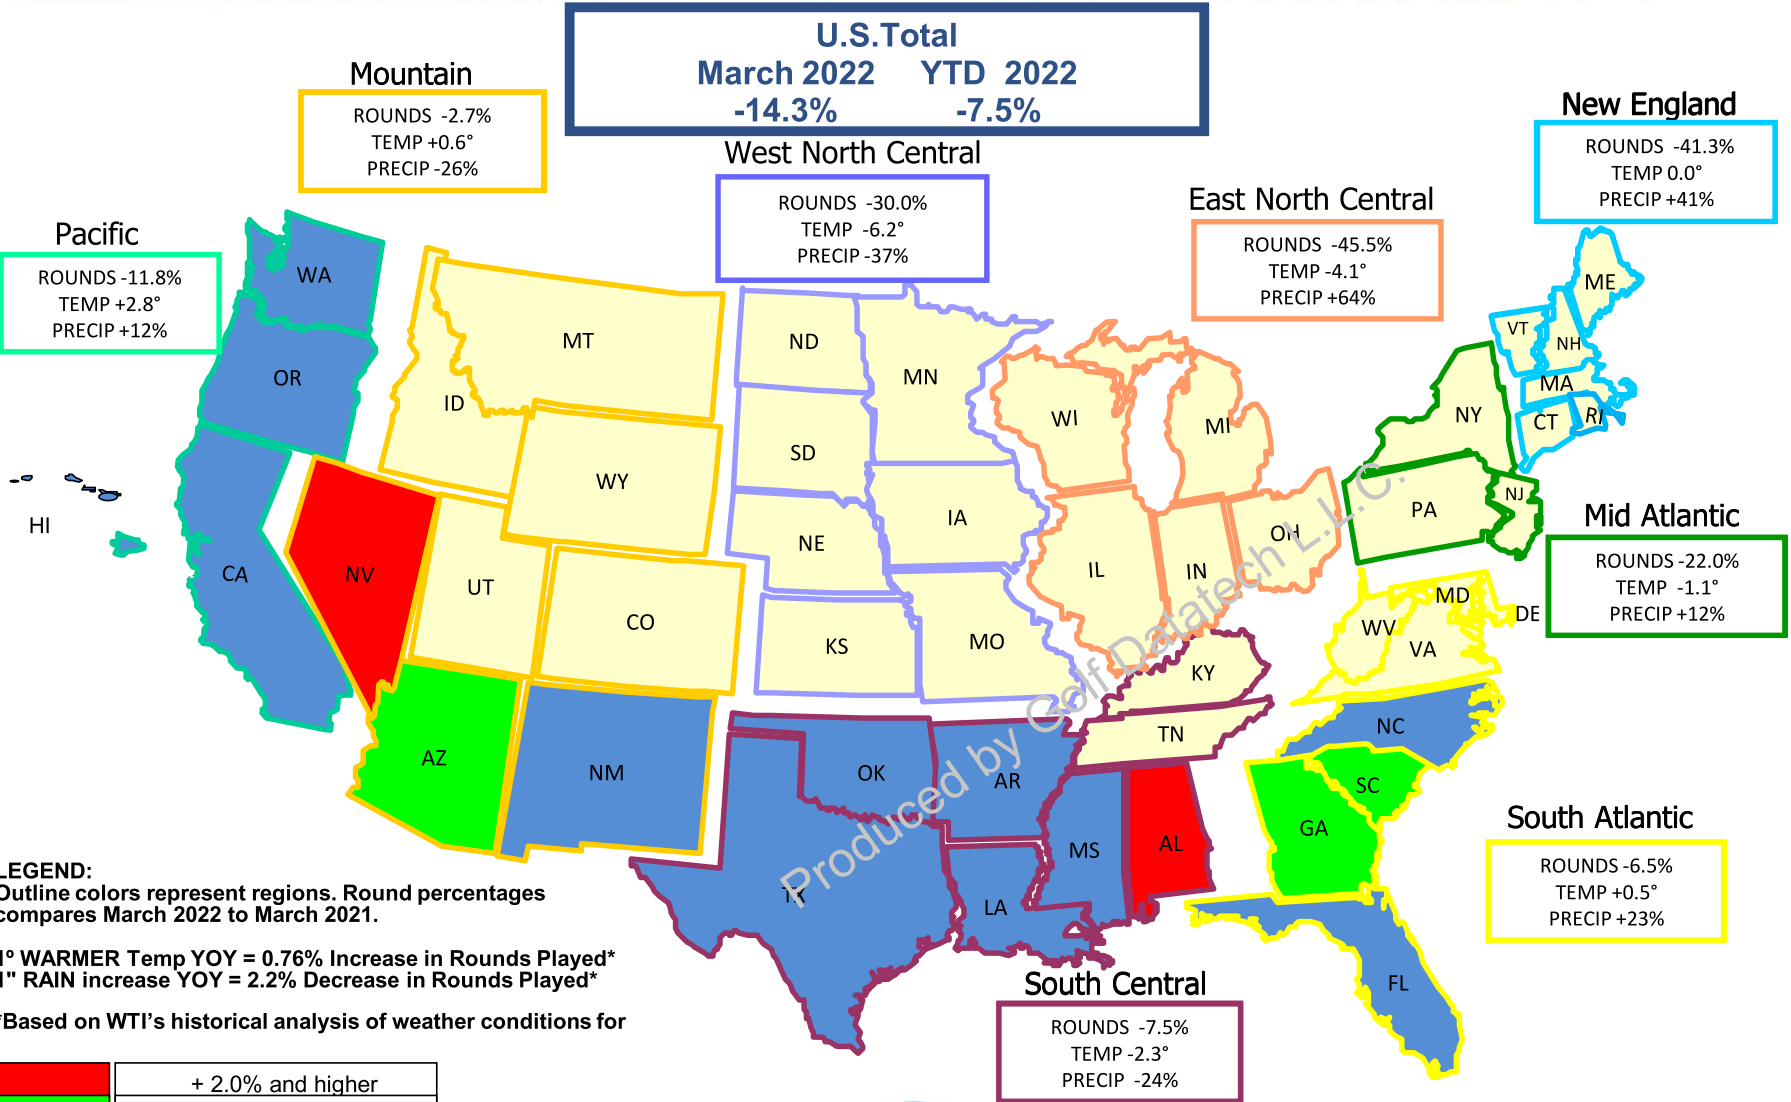 U.S.Total
March 2022 YTD 2022
-14.3% -7.5%
Mountain
ROUNDS -2.7%
TEMP +0.6°
PRECIP -26%
New England
ROUNDS -41.3%
TEMP 0.0°
PRECIP +41%
West North Central
ROUNDS -30.0%
TEMP -6.2°
PRECIP -37%
East North Central
ROUNDS -45.5%
TEMP -4.1°
PRECIP +64%
Pacific
ROUNDS -11.8%
TEMP +2.8°
PRECIP +12%
WA
OR
CA
HI
NV
ID
MT
WY
UT
CO
AZ
NM
ND
SD
NE
KS
MN
IA
MO
WI
MI
IL
IN
OH
KY
TN
OK
AR
TX
LA
MS
AL
ME
VT
NH
MA
CT
RI
NY
PA
NJ
MD
DE
WV
VA
NC
SC
GA
FL
Mid Atlantic
ROUNDS -22.0%
TEMP -1.1°
PRECIP +12%
South Atlantic
ROUNDS -6.5%
TEMP +0.5°
PRECIP +23%
South Central
ROUNDS -7.5%
TEMP -2.3°
PRECIP -24%
Produced by Golf Datatech L.L.C.
LEGEND:
Outline colors represent regions. Round percentages
compares March 2022 to March 2021.
1º WARMER Temp YOY = 0.76% Increase in Rounds Played*
1" RAIN increase YOY = 2.2% Decrease in Rounds Played*
*Based on WTI’s historical analysis of weather conditions for
+ 2.0% and higher